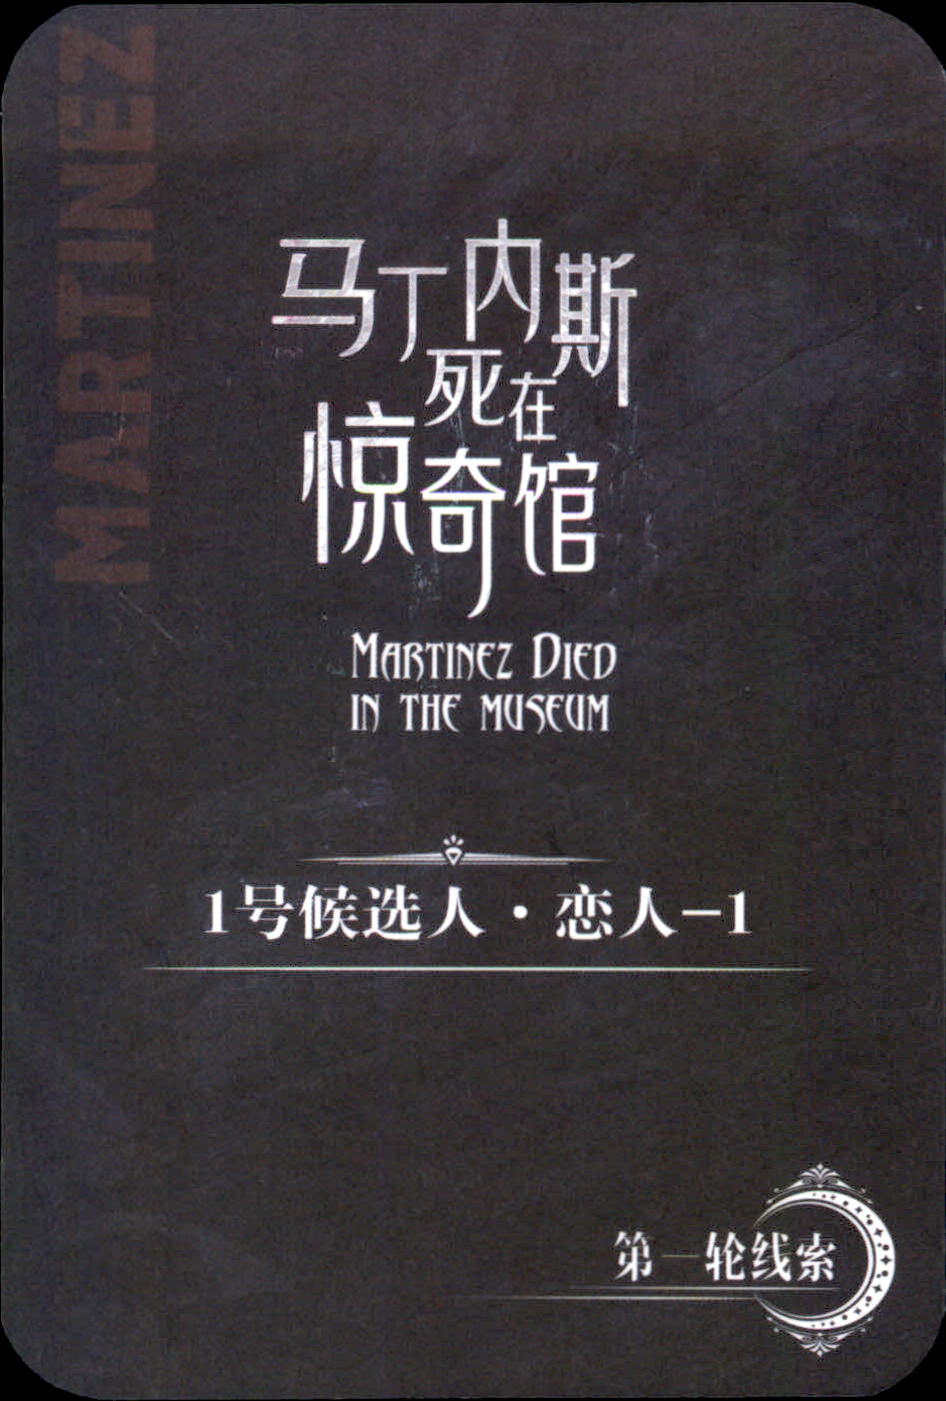 MARTINEZ
马丁内斯
死在
惊奇馆
MARTINEZ DIED
IN THE MUSEUM
1号候选人·恋人-1
第一轮线索